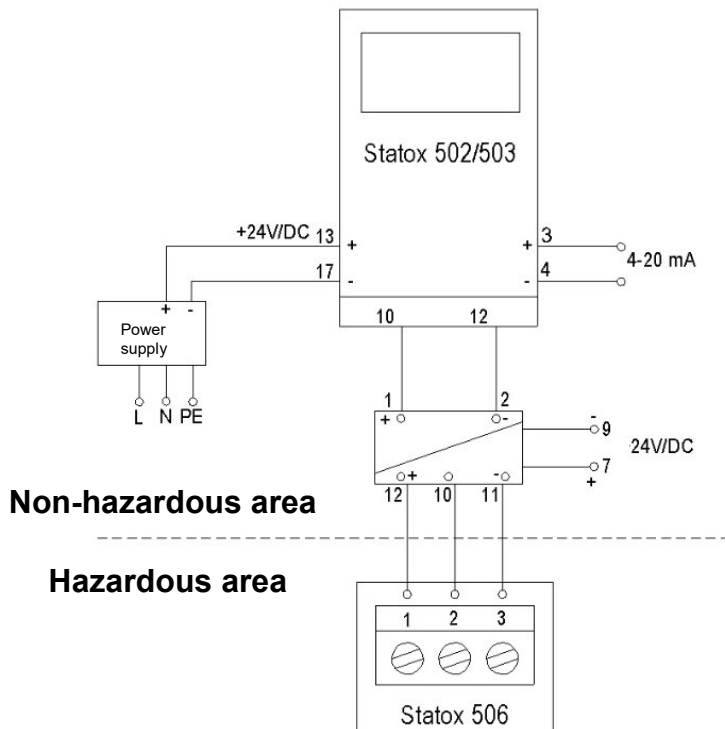 Statox 502/503
+24V/DC 13 + + 3
4-20 mA
17 - - 4
+ -
Power
supply
10 12
L N PE
1 2
+ -
- 9
24V/DC
7
+
+ -
12 10 11
Non-hazardous area
Hazardous area
1 2 3
Statox 506